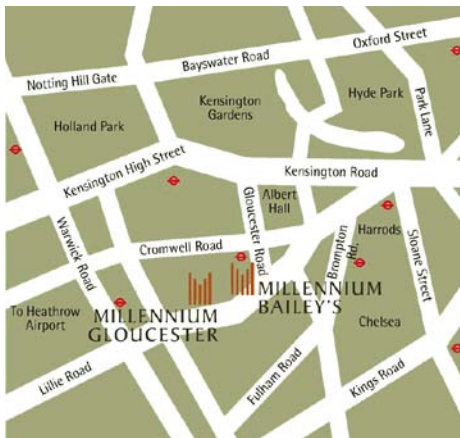 Oxford Street
Bayswater Road
Notting Hill Gate
Hyde Park
Park Lane
Kensington
Gardens
Holland Park
Kensington High Street
Kensington Road
Albert
Hall
Gloucester Road
Warwick Road
Cromwell Road
Brompton
Rd.
Harrods
Sloane Street
MILLENNIUM
BAILEY'S
MILLENNIUM
GLOUCESTER
To Heathrow
Airport
Chelsea
Lillie Road
Fulham Road
Kings Road